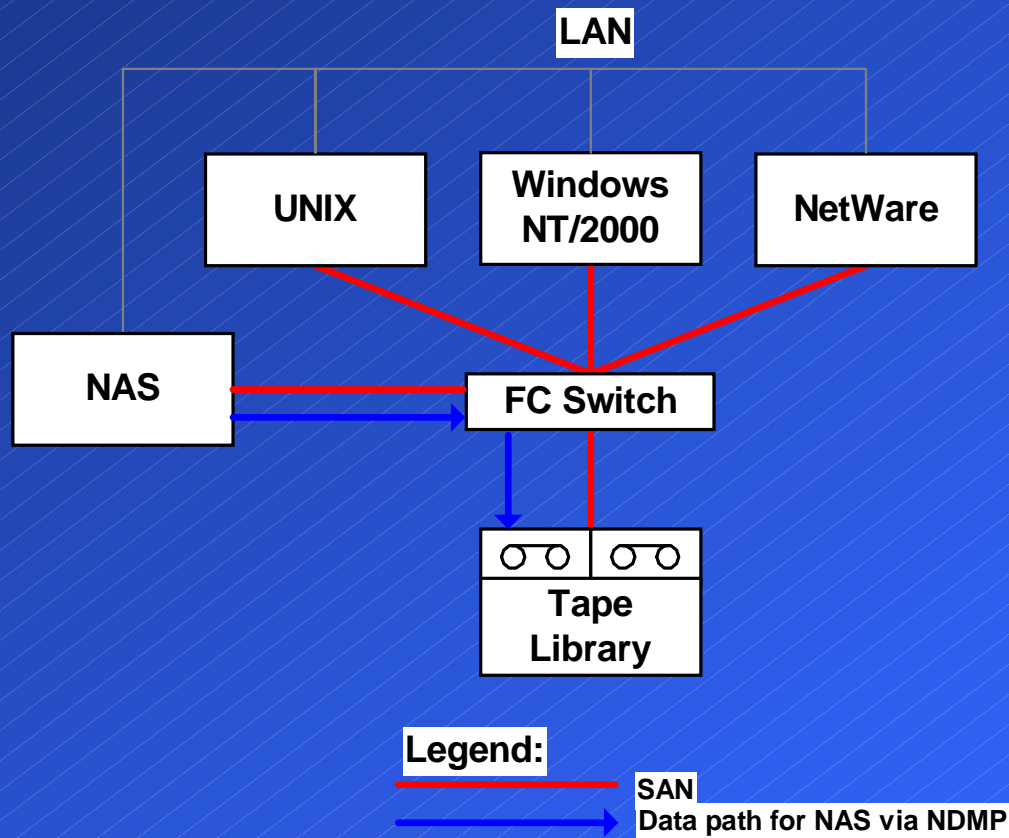 LAN
UNIX
Windows
NT/2000
NetWare
NAS
FC Switch
Tape
Library
Legend:
SAN
Data path for NAS via NDMP